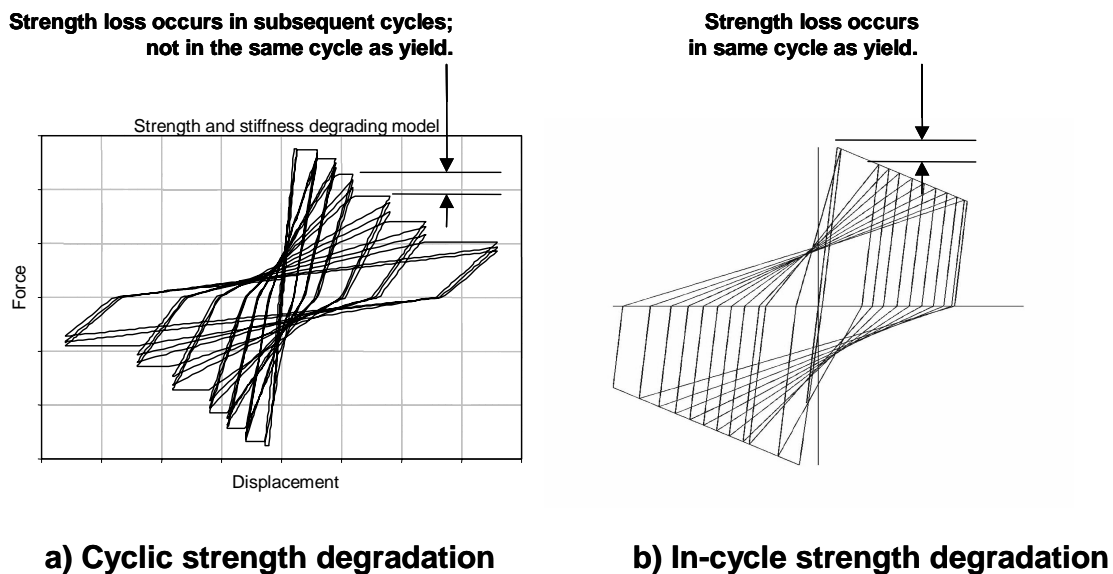 Strength loss occurs in subsequent cycles;
not in the same cycle as yield.
Strength loss occurs
in same cycle as yield.
Strength and stiffness degrading model
Force
Displacement
a) Cyclic strength degradation
b) In-cycle strength degradation